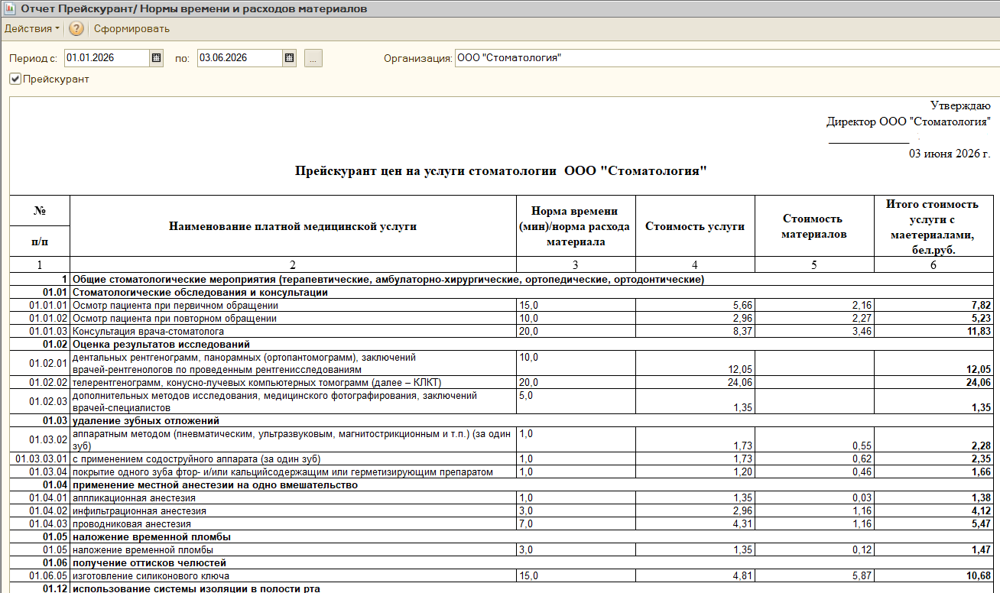 Отчет Прейскурант/ Нормы времени и расходов материалов
Действия ? Сформировать
Период с: 01.01.2026 по: 03.06.2026 ... Организация: ООО "Стоматология"
Прейскурант
Утверждаю
Директор ООО "Стоматология"
03 июня 2026 г.
Прейскурант цен на услуги стоматологии ООО "Стоматология"
№
п/п
Наименование платной медицинской услуги
Норма времени
(мин)/норма расхода
материала
Стоимость услуги
Стоимость
материалов
Итого стоимость
услуги с
маетериалами,
бел.руб.
1 2 3 4 5 6
1 Общие стоматологические мероприятия (терапевтические, амбулаторно-хирургические, ортопедические, ортодонтические)
01.01 Стоматологические обследования и консультации
01.01.01 Осмотр пациента при первичном обращении 15,0 5,66 2,16 7,82
01.01.02 Осмотр пациента при повторном обращении 10,0 2,96 2,27 5,23
01.01.03 Консультация врача-стоматолога 20,0 8,37 3,46 11,83
01.02 Оценка результатов исследований
01.02.01 дентальных рентгенограмм, панорамных (ортопантомограмм), заключений 10,0
врачей-рентгенологов по проведенным рентгенисследованиям 12,05 12,05
01.02.02 телерентгенограмм, конусно-лучевых компьютерных томограмм (далее – КЛКТ) 20,0 24,06 24,06
01.02.03 дополнительных методов исследования, медицинского фотографирования, заключений 5,0
врачей-специалистов 1,35 1,35
01.03 удаление зубных отложений
01.03.02 аппаратным методом (пневматическим, ультразвуковым, магнитострикционным и т.п.) (за один 1,0
зуб) 1,73 0,55 2,28
01.03.03.01 с применением содоструйного аппарата (за один зуб) 1,0 1,73 0,62 2,35
01.03.04 покрытие одного зуба фтор- и/или кальцийсодержащим или герметизирующим препаратом 1,0 1,20 0,46 1,66
01.04 применение местной анестезии на одно вмешательство
01.04.01 аппликационная анестезия 1,0 1,35 0,03 1,38
01.04.02 инфильтрационная анестезия 3,0 2,96 1,16 4,12
01.04.03 проводниковая анестезия 7,0 4,31 1,16 5,47
01.05 наложение временной пломбы
01.05 наложение временной пломбы 3,0 1,35 0,12 1,47
01.06 получение оттисков челюстей
01.06.05 изготовление силиконового ключа 15,0 4,81 5,87 10,68
01.12 использование системы изоляции в полости рта